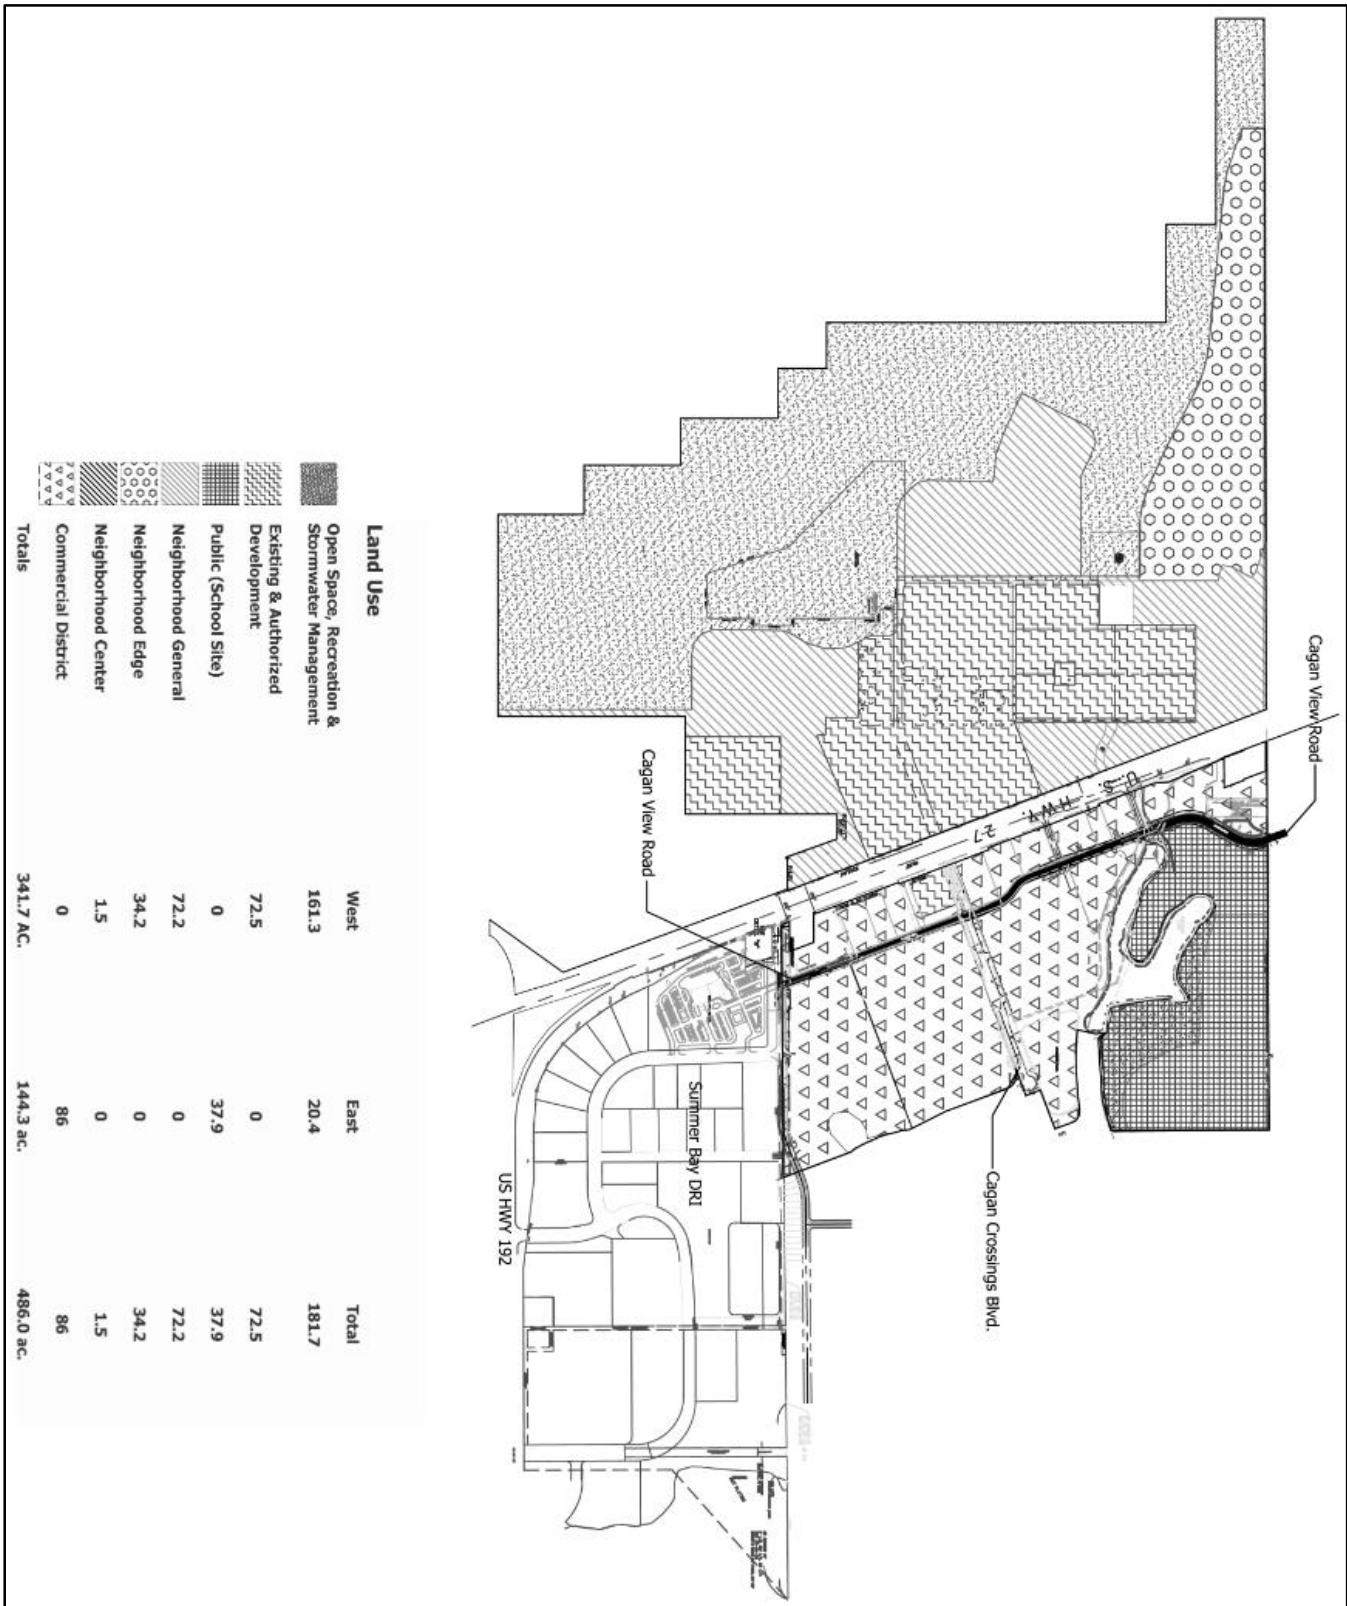 Cagan View Road
U.S. HWY. 27
Cagan View Road
Cagan Crossings Blvd.
Summer Bay DRI
US HWY 192
Land Use West East Total
Open Space, Recreation &
Stormwater Management 161.3 20.4 181.7
Existing & Authorized
Development 72.5 0 72.5
Public (School Site) 0 37.9 37.9
Neighborhood General 72.2 0 72.2
Neighborhood Edge 34.2 0 34.2
Neighborhood Center 1.5 0 1.5
Commercial District 0 86 86
Totals 341.7 AC. 144.3 ac. 486.0 ac.